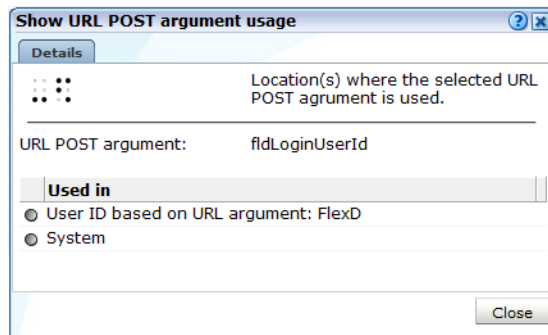 Show URL POST argument usage
Details
Location(s) where the selected URL
POST agrument is used.
URL POST argument: fldLoginUserId
Used in
User ID based on URL argument: FlexD
System
Close